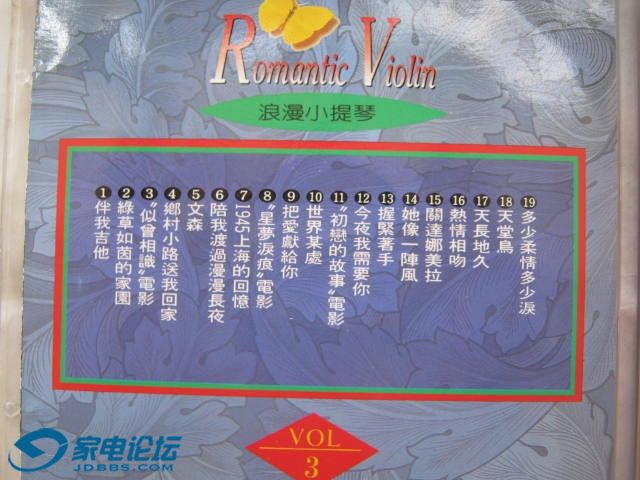 Romantic Violin
浪漫小提琴
1 伴我吉他
2 綠草如茵的家園
3 "似曾相識"電影
4 鄉村小路送我回家
5 文森
6 陪我渡過漫漫長夜
7 1945上海的回憶
8 "星夢淚痕"電影
9 把愛獻給你
10 世界某處
11 "初戀的故事"電影
12 今夜我需要你
13 握緊著手
14 她像一陣風
15 關達娜美拉
16 熱情相吻
17 天長地久
18 天堂鳥
19 多少柔情多少淚
VOL
3
家电论坛
JDBBS.COM